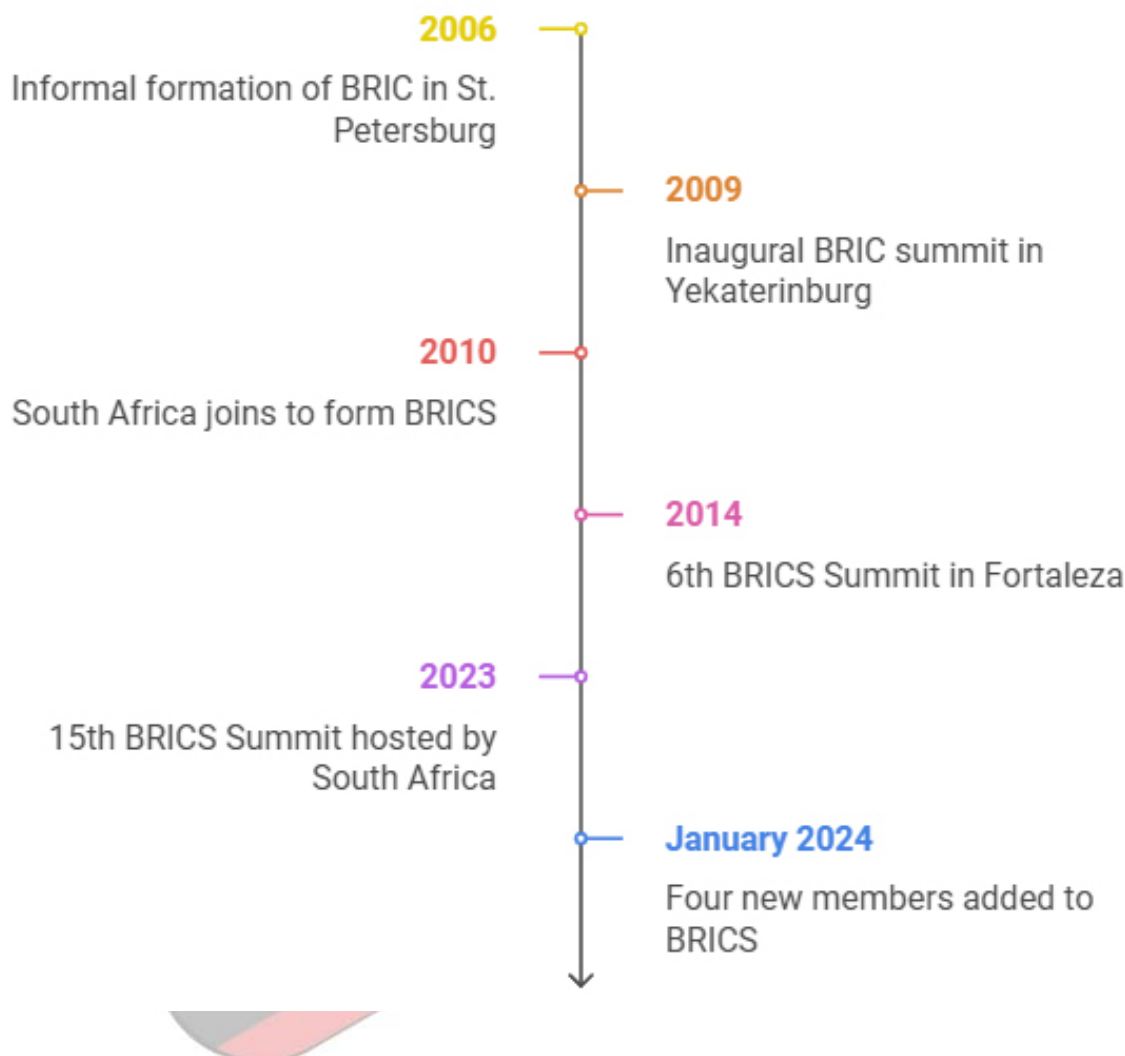 2006
Informal formation of BRIC in St.
Petersburg
2009
Inaugural BRIC summit in
Yekaterinburg
2010
South Africa joins to form BRICS
2014
6th BRICS Summit in Fortaleza
2023
15th BRICS Summit hosted by
South Africa
January 2024
Four new members added to
BRICS